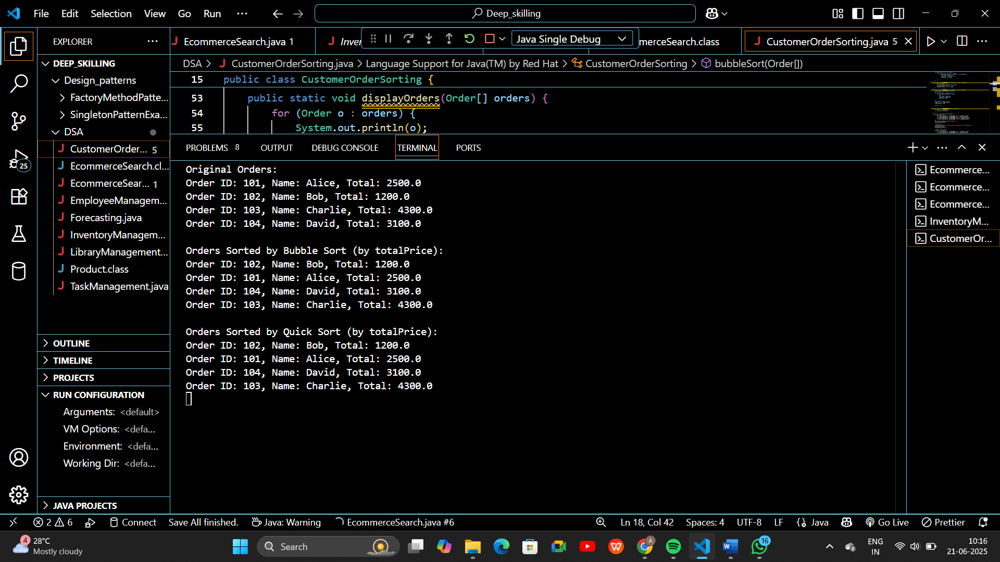 File Edit Selection View Go Run ···
Deep_skilling
EXPLORER
EcommerceSearch.java 1
Inver
Java Single Debug
merceSearch.class
CustomerOrderSorting.java 5
DEEP_SKILLING
Design_patterns
FactoryMethodPatte...
SingletonPatternExa...
DSA
CustomerOrder... 5
EcommerceSearch.cl...
EcommerceSear... 1
EmployeeManagem...
Forecasting.java
InventoryManagem...
LibraryManagement...
Product.class
TaskManagement.java
OUTLINE
TIMELINE
PROJECTS
RUN CONFIGURATION
Arguments: <default>
VM Options: <defa...
Environment: <defa...
Working Dir: <defa...
JAVA PROJECTS
25
DSA > CustomerOrderSorting.java > Language Support for Java(TM) by Red Hat > CustomerOrderSorting > bubbleSort(Order[])
15 public class CustomerOrderSorting {
53 public static void displayOrders(Order[] orders) {
54 for (Order o : orders) {
55 System.out.println(o);
PROBLEMS 8 OUTPUT DEBUG CONSOLE TERMINAL PORTS
Original Orders:
Order ID: 101, Name: Alice, Total: 2500.0
Order ID: 102, Name: Bob, Total: 1200.0
Order ID: 103, Name: Charlie, Total: 4300.0
Order ID: 104, Name: David, Total: 3100.0
Orders Sorted by Bubble Sort (by totalPrice):
Order ID: 102, Name: Bob, Total: 1200.0
Order ID: 101, Name: Alice, Total: 2500.0
Order ID: 104, Name: David, Total: 3100.0
Order ID: 103, Name: Charlie, Total: 4300.0
Orders Sorted by Quick Sort (by totalPrice):
Order ID: 102, Name: Bob, Total: 1200.0
Order ID: 101, Name: Alice, Total: 2500.0
Order ID: 104, Name: David, Total: 3100.0
Order ID: 103, Name: Charlie, Total: 4300.0
Ecommerce...
Ecommerce...
Ecommerce...
InventoryM...
CustomerOr...
2 6 Connect Save All finished. Java: Warning EcommerceSearch.java #6 Ln 18, Col 42 Spaces: 4 UTF-8 LF Java Go Live Prettier
4
28°C
Mostly cloudy
Search
A
16
ENG
IN
10:16
21-06-2025